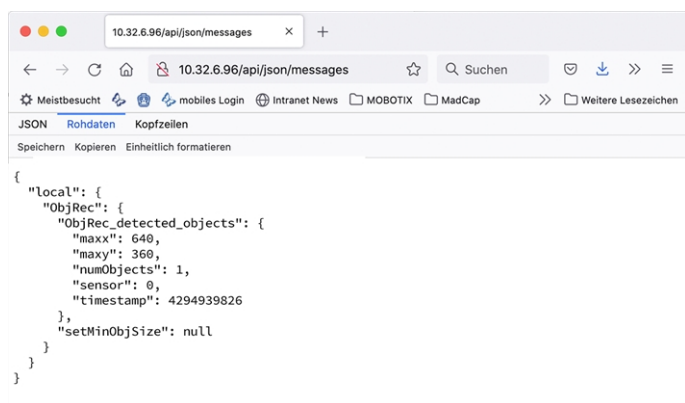 10.32.6.96/api/json/messages
10.32.6.96/api/json/messages
Suchen
Meistbesucht mobiles Login Intranet News MOBOTIX MadCap Weitere Lesezeichen
JSON Rohdaten Kopfzeilen
Speichern Kopieren Einheitlich formatieren
{
  "local": {
    "ObjRec": {
      "ObjRec_detected_objects": {
        "maxx": 640,
        "maxy": 360,
        "numObjects": 1,
        "sensor": 0,
        "timestamp": 4294939826
      },
      "setMinObjSize": null
    }
  }
}